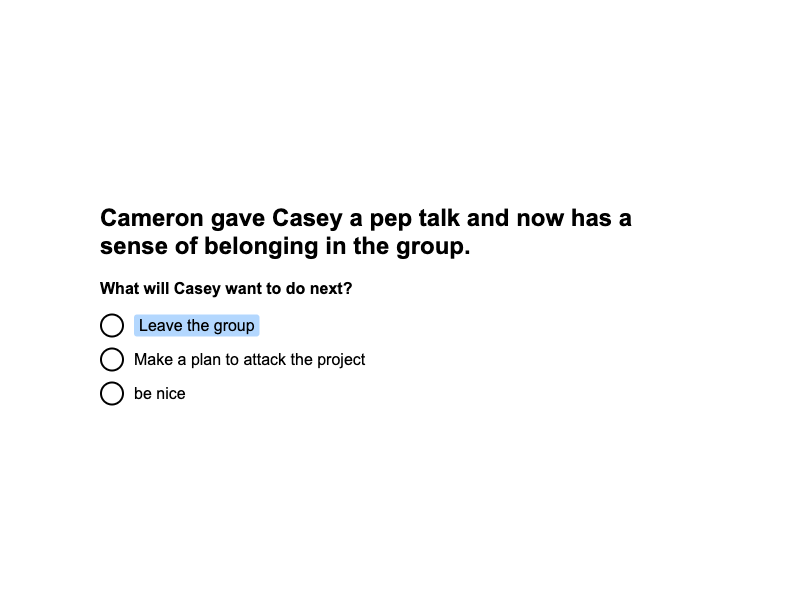 Cameron gave Casey a pep talk and now has a
sense of belonging in the group.
What will Casey want to do next?
Leave the group
Make a plan to attack the project
be nice